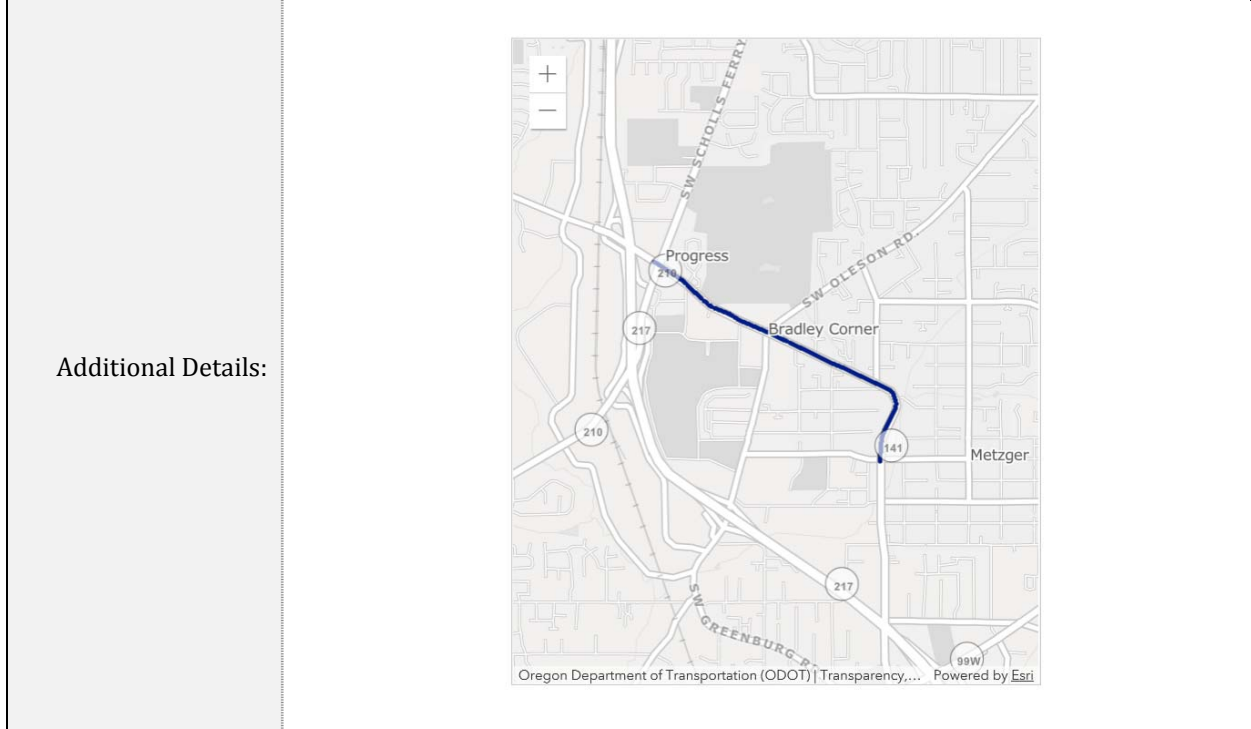 Additional Details:
+
−
SW SCHOLLS FERRY
Progress
210
SW OLESON RD.
217
Bradley Corner
210
141
Metzger
217
SW GREENBURG R
99W
Oregon Department of Transportation (ODOT) | Transparency,... Powered by Esri